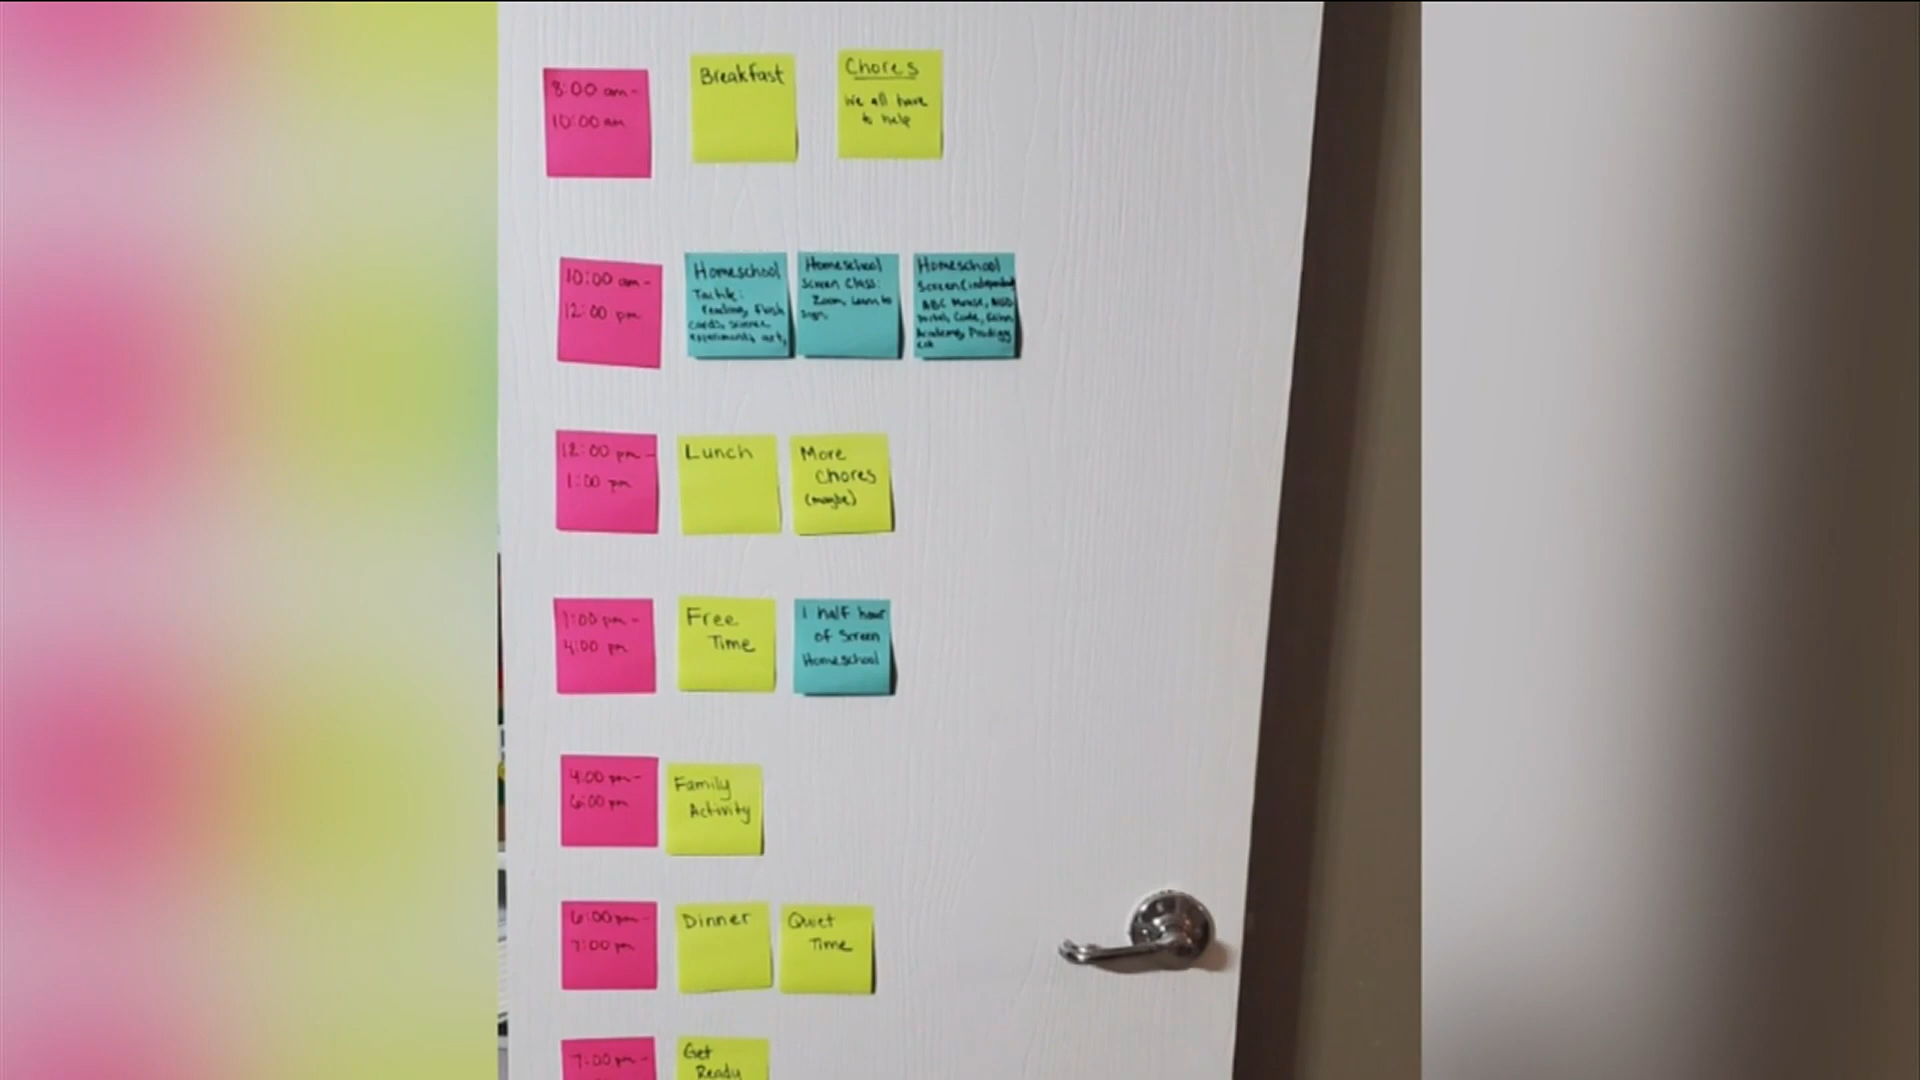 8:00 am -
10:00 am
Breakfast
Chores
We all have
to help
10:00 am -
12:00 pm
Homeschool
Tactile:
reading, flash
cards, science
experiments, art,
Homeschool
Screen Class:
Zoom, Learn to
Sign,
Homeschool
Screen (independent
ABC Mouse,
Portal, Code,
Academy, Prodigy
12:00 pm -
1:00 pm
Lunch
More
Chores
(maybe)
1:00 pm -
4:00 pm
Free
Time
1 half hour
of Screen
Homeschool
4:00 pm -
6:00 pm
Family
Activity
6:00 pm -
7:00 pm
Dinner
Quiet
Time
7:00 pm -
Get
Ready